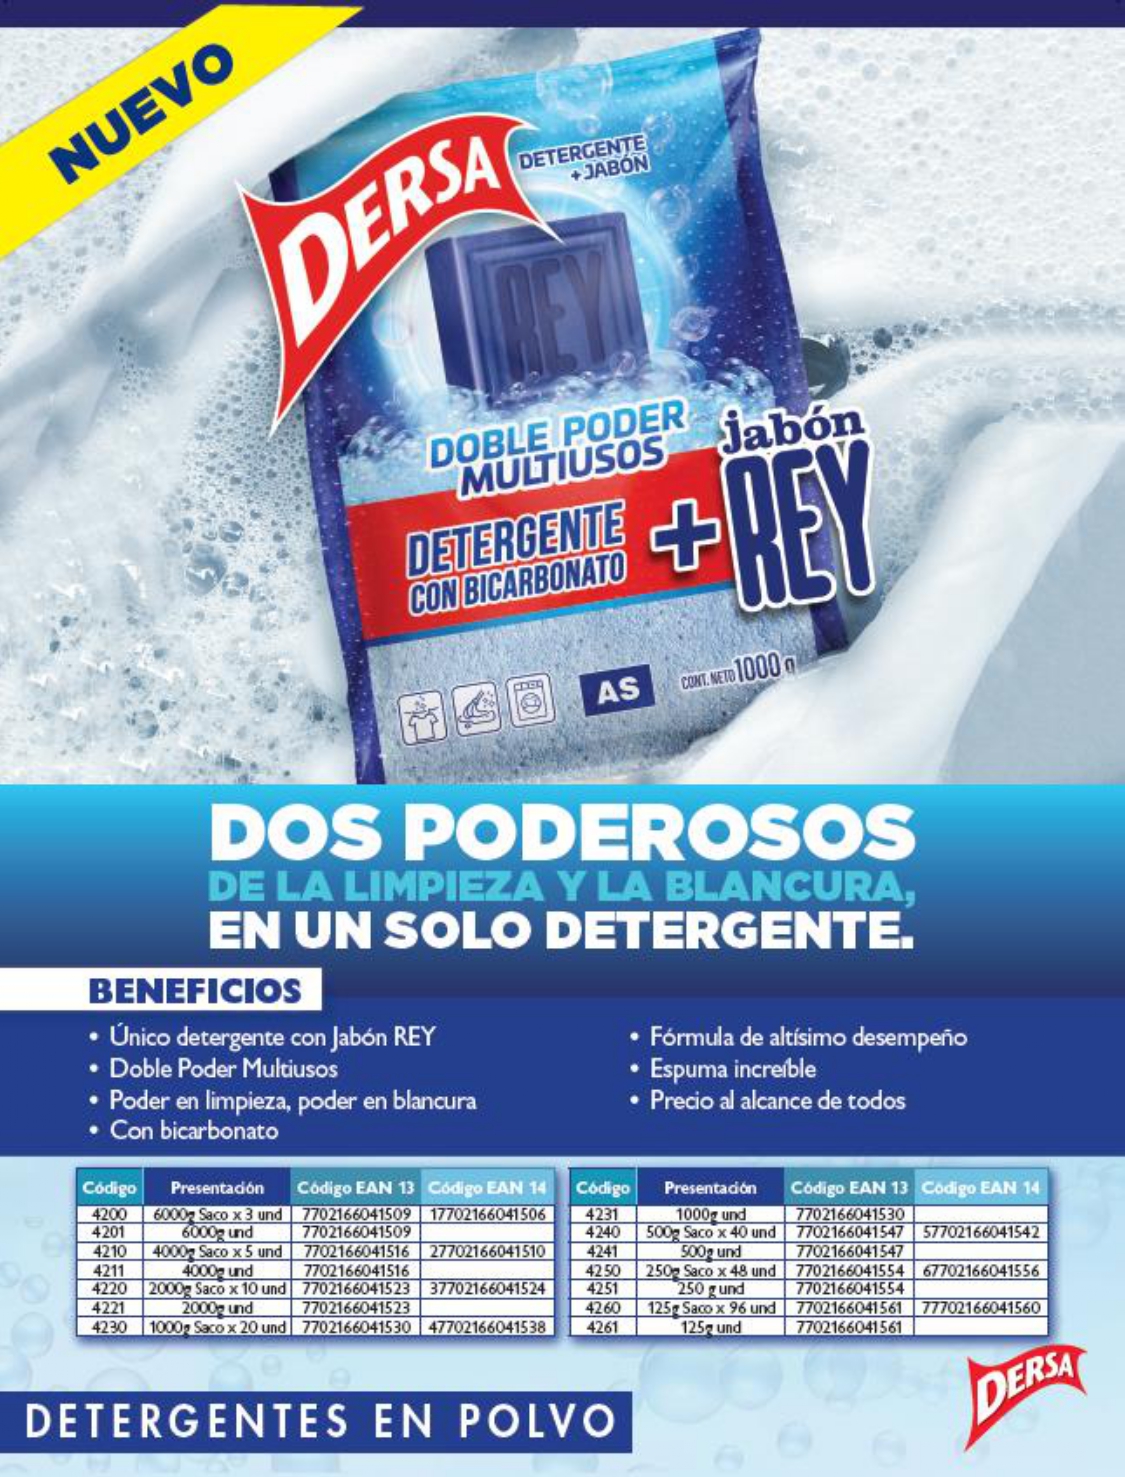 NUEVO
DERSA
DETERGENTE
+JABÓN
REY
DOBLE PODER
MULTIUSOS
DETERGENTE
CON BICARBONATO
+
jabón
REY
AS
CONT. NETO 1000 g
DOS PODEROSOS
DE LA LIMPIEZA Y LA BLANCURA,
EN UN SOLO DETERGENTE.
BENEFICIOS
• Único detergente con Jabón REY
• Doble Poder Multiusos
• Poder en limpieza, poder en blancura
• Con bicarbonato
• Fórmula de altísimo desempeño
• Espuma increíble
• Precio al alcance de todos
Código Presentación Código EAN 13 Código EAN 14
4200 6000g Saco x 3 und 7702166041509 17702166041506
4201 6000g und 7702166041509
4210 4000g Saco x 5 und 7702166041516 27702166041510
4211 4000g und 7702166041516
4220 2000g Saco x 10 und 7702166041523 37702166041524
4221 2000g und 7702166041523
4230 1000g Saco x 20 und 7702166041530 47702166041538
Código Presentación Código EAN 13 Código EAN 14
4231 1000g und 7702166041530
4240 500g Saco x 40 und 7702166041547 57702166041542
4241 500g und 7702166041547
4250 250g Saco x 48 und 7702166041554 67702166041556
4251 250 g und 7702166041554
4260 125g Saco x 96 und 7702166041561 77702166041560
4261 125g und 7702166041561
DERSA
DETERGENTES EN POLVO